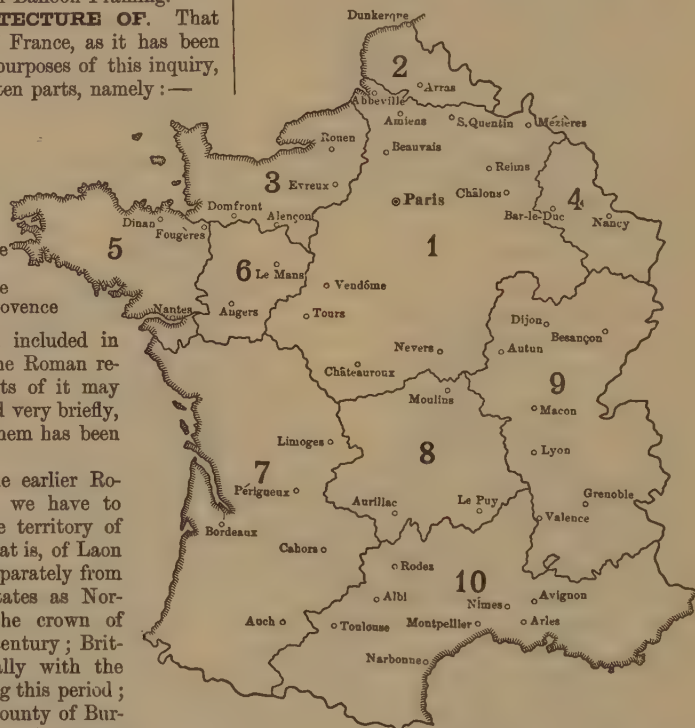 TECTURE OF. That
France, as it has been
purposes of this inquiry,
ten parts, namely :—
ovence
included in
ne Roman re-
ts of it may
d very briefly,
hem has been
e earlier Ro-
we have to
e territory of
at is, of Laon
parately from
tates as Nor-
he crown of
entury ; Brit-
ally with the
g this period ;
ounty of Bur-
Dunkerque
2
Arras
Abbeville
Amiens
S. Quentin
Mézières
Rouen
Beauvais
Reims
3
Evreux
Châlons
4
Paris
Domfront
Alençon
Bar-le-Duc
Nancy
Dinan
Fougères
5
6
Le Mans
1
Vendôme
Nantes
Angers
Tours
Dijon
Besançon
Nevers
Autun
Châteauroux
9
Moulins
Macon
Limoges
8
Lyon
7
Périgueux
Aurillac
Le Puy
Grenoble
Valence
Bordeaux
Cahors
Rodez
10
Albi
Nimes
Avignon
Auch
Toulouse
Montpellier
Arles
Narbonne